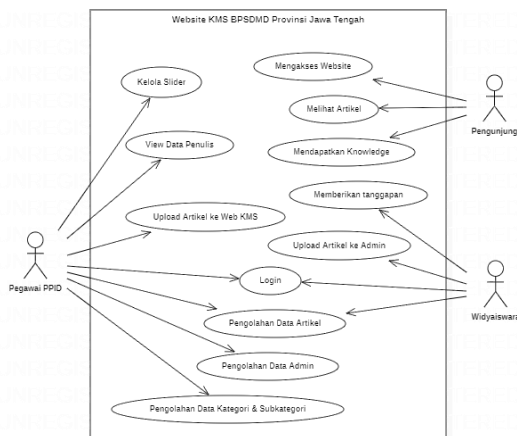 Website KMS BPSDMD Provinsi Jawa Tengah
Mengakses Website
Kelola Slider
Melihat Artikel
Pengunjung
View Data Penulis
Mendapatkan Knowledge
Memberikan tanggapan
Upload Artikel ke Web KMS
Upload Artikel ke Admin
Login
Pegawai PPID
Widyaiswara
Pengolahan Data Artikel
Pengolahan Data Admin
Pengolahan Data Kategori & Subkategori